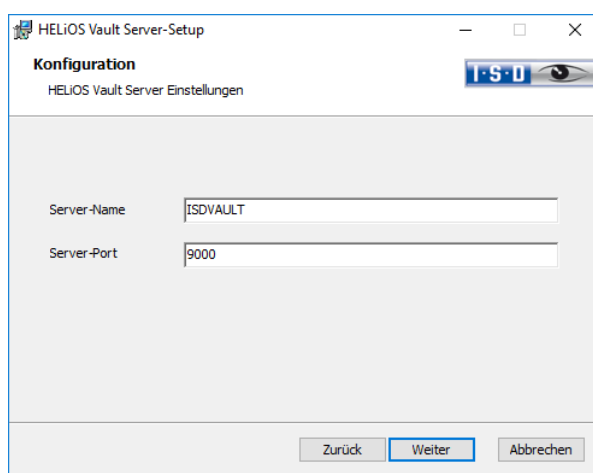 HELiOS Vault Server-Setup
Konfiguration
HELiOS Vault Server Einstellungen
I·S·D
Server-Name ISDVAULT
Server-Port 9000
Zurück Weiter Abbrechen